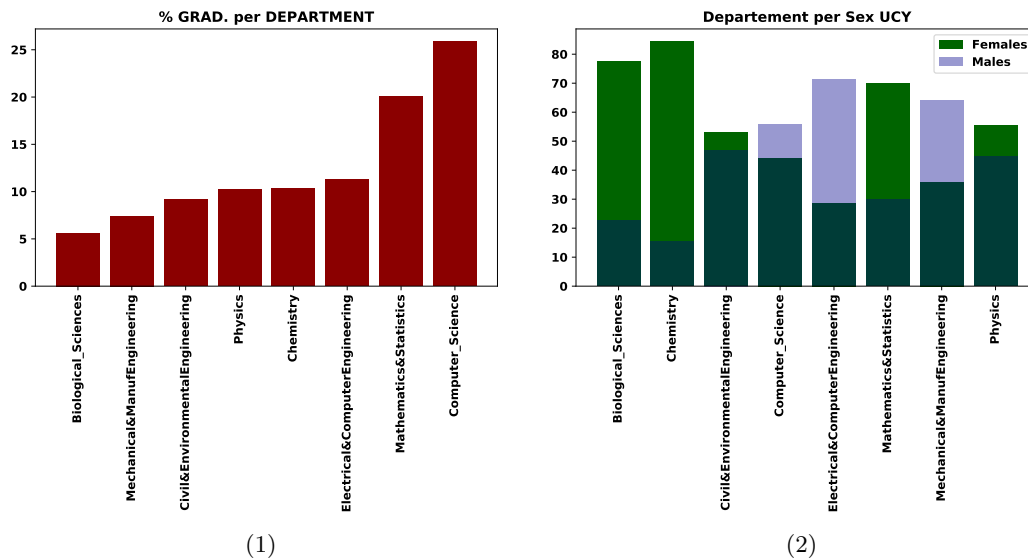 % GRAD. per DEPARTMENT
25
20
15
10
5
0
Biological_Sciences
Mechanical&ManufEngineering
Civil&EnvironmentalEngineering
Physics
Chemistry
Electrical&ComputerEngineering
Mathematics&Statistics
Computer_Science
(1)
Departement per Sex UCY
Females
Males
80
70
60
50
40
30
20
10
0
Biological_Sciences
Chemistry
Civil&EnvironmentalEngineering
Computer_Science
Electrical&ComputerEngineering
Mathematics&Statistics
Mechanical&ManufEngineering
Physics
(2)